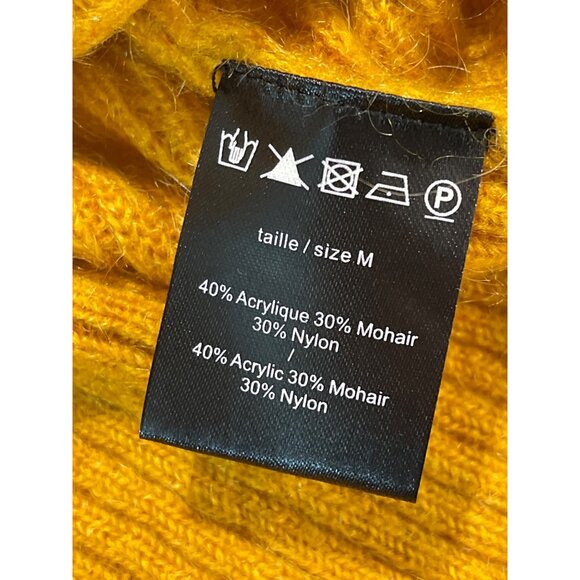 P
taille / size M
40% Acrylique 30% Mohair
30% Nylon
/
40% Acrylic 30% Mohair
30% Nylon